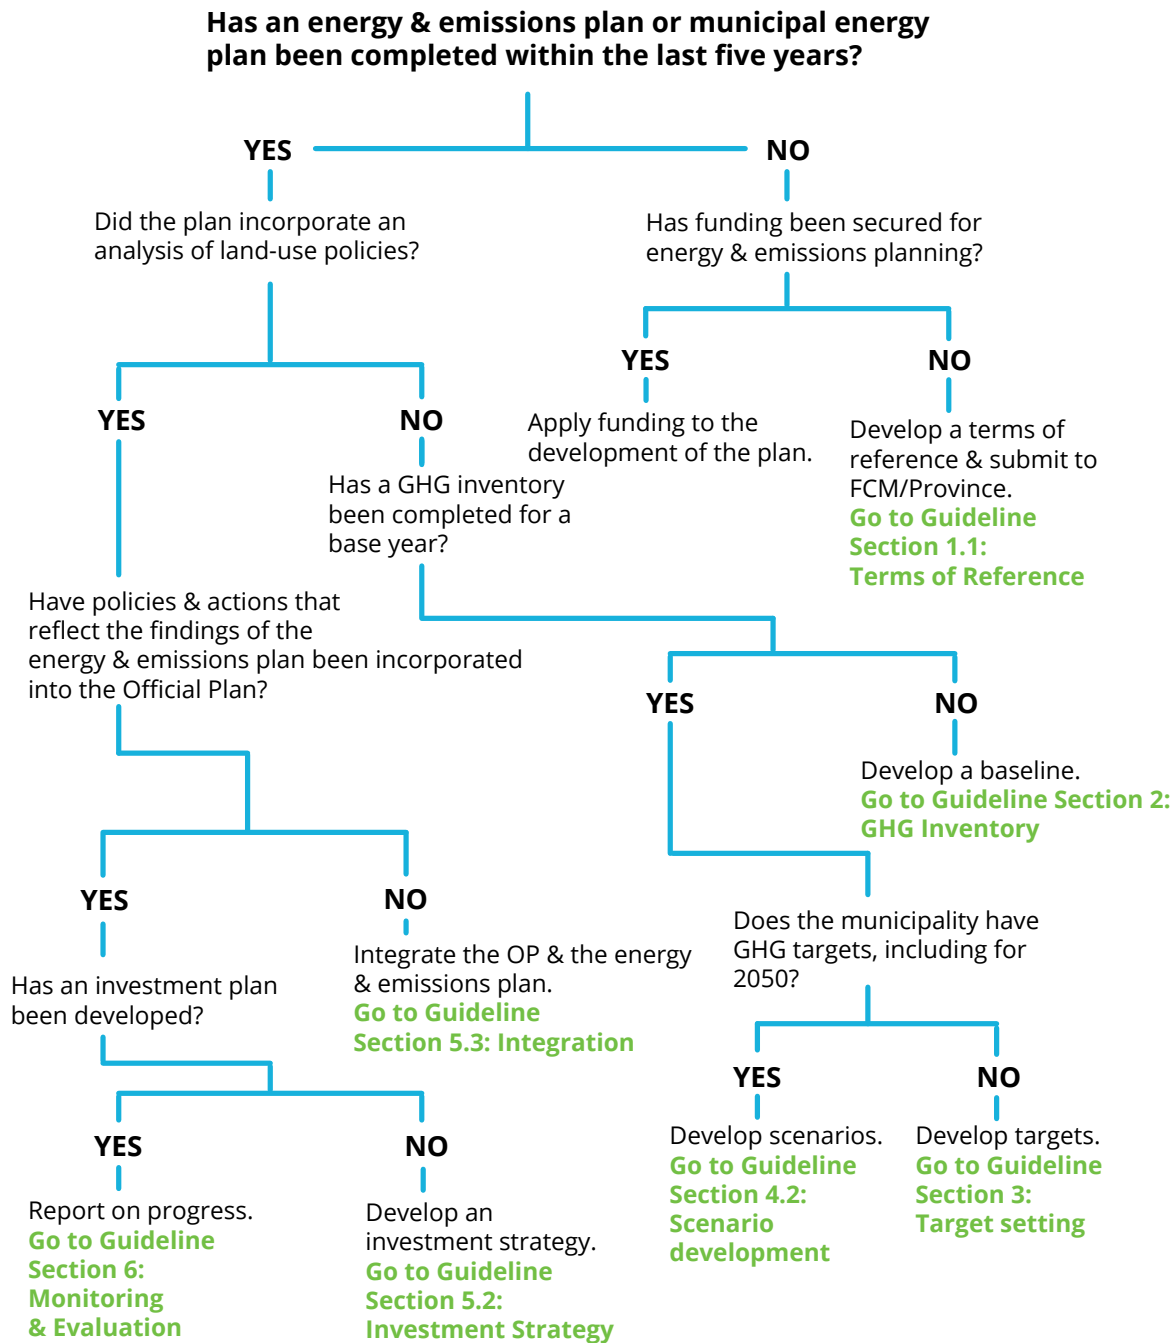 Has an energy & emissions plan or municipal energy
plan been completed within the last five years?
YES
NO
Did the plan incorporate an
analysis of land-use policies?
Has funding been secured for
energy & emissions planning?
YES
NO
YES
NO
Apply funding to the
development of the plan.
Develop a terms of
reference & submit to
FCM/Province.
Go to Guideline
Section 1.1:
Terms of Reference
Has a GHG inventory
been completed for a
base year?
Have policies & actions that
reflect the findings of the
energy & emissions plan been incorporated
into the Official Plan?
YES
NO
Develop a baseline.
Go to Guideline Section 2:
GHG Inventory
YES
NO
Integrate the OP & the energy
& emissions plan.
Go to Guideline
Section 5.3: Integration
Does the municipality have
GHG targets, including for
2050?
Has an investment plan
been developed?
YES
NO
Develop scenarios.
Go to Guideline
Section 4.2:
Scenario
development
Develop targets.
Go to Guideline
Section 3:
Target setting
YES
NO
Report on progress.
Go to Guideline
Section 6:
Monitoring
& Evaluation
Develop an
investment strategy.
Go to Guideline
Section 5.2:
Investment Strategy